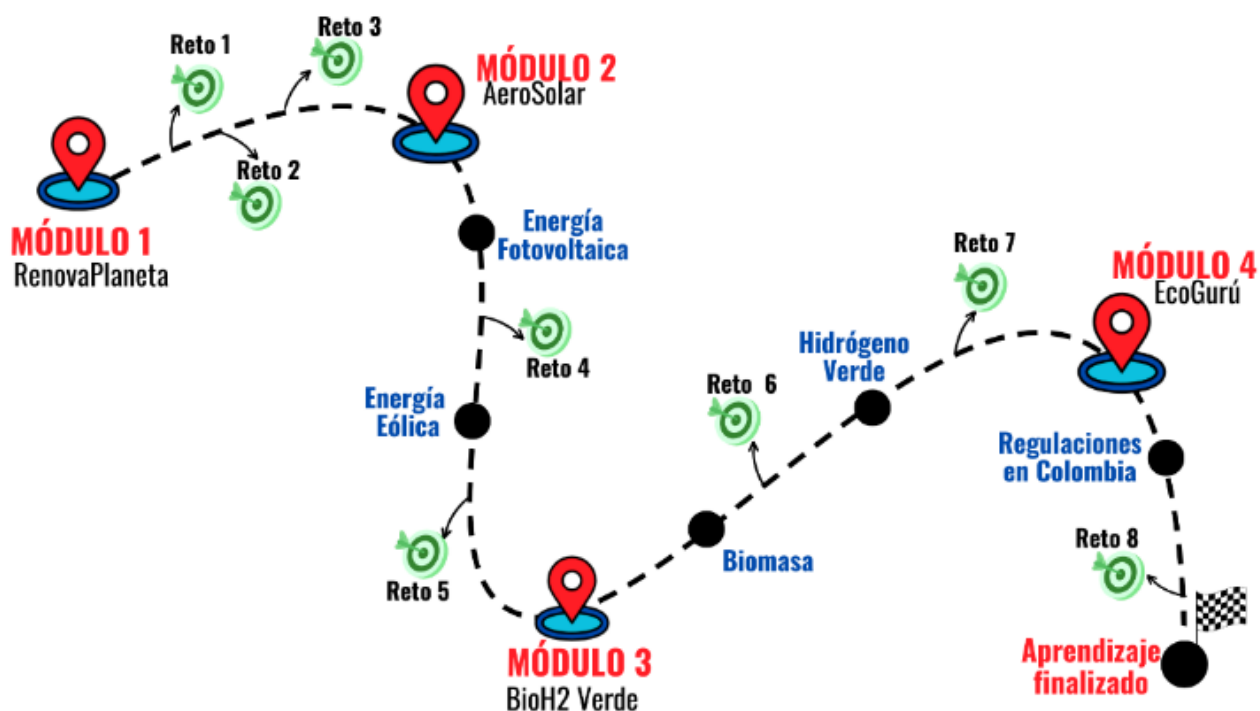 MÓDULO 1
RenovaPlaneta
Reto 1
Reto 2
Reto 3
MÓDULO 2
AeroSolar
Energía
Fotovoltaica
Reto 4
Energía
Eólica
Reto 5
MÓDULO 3
BioH2 Verde
Biomasa
Reto 6
Hidrógeno
Verde
Reto 7
MÓDULO 4
EcoGurú
Regulaciones
en Colombia
Reto 8
Aprendizaje
finalizado